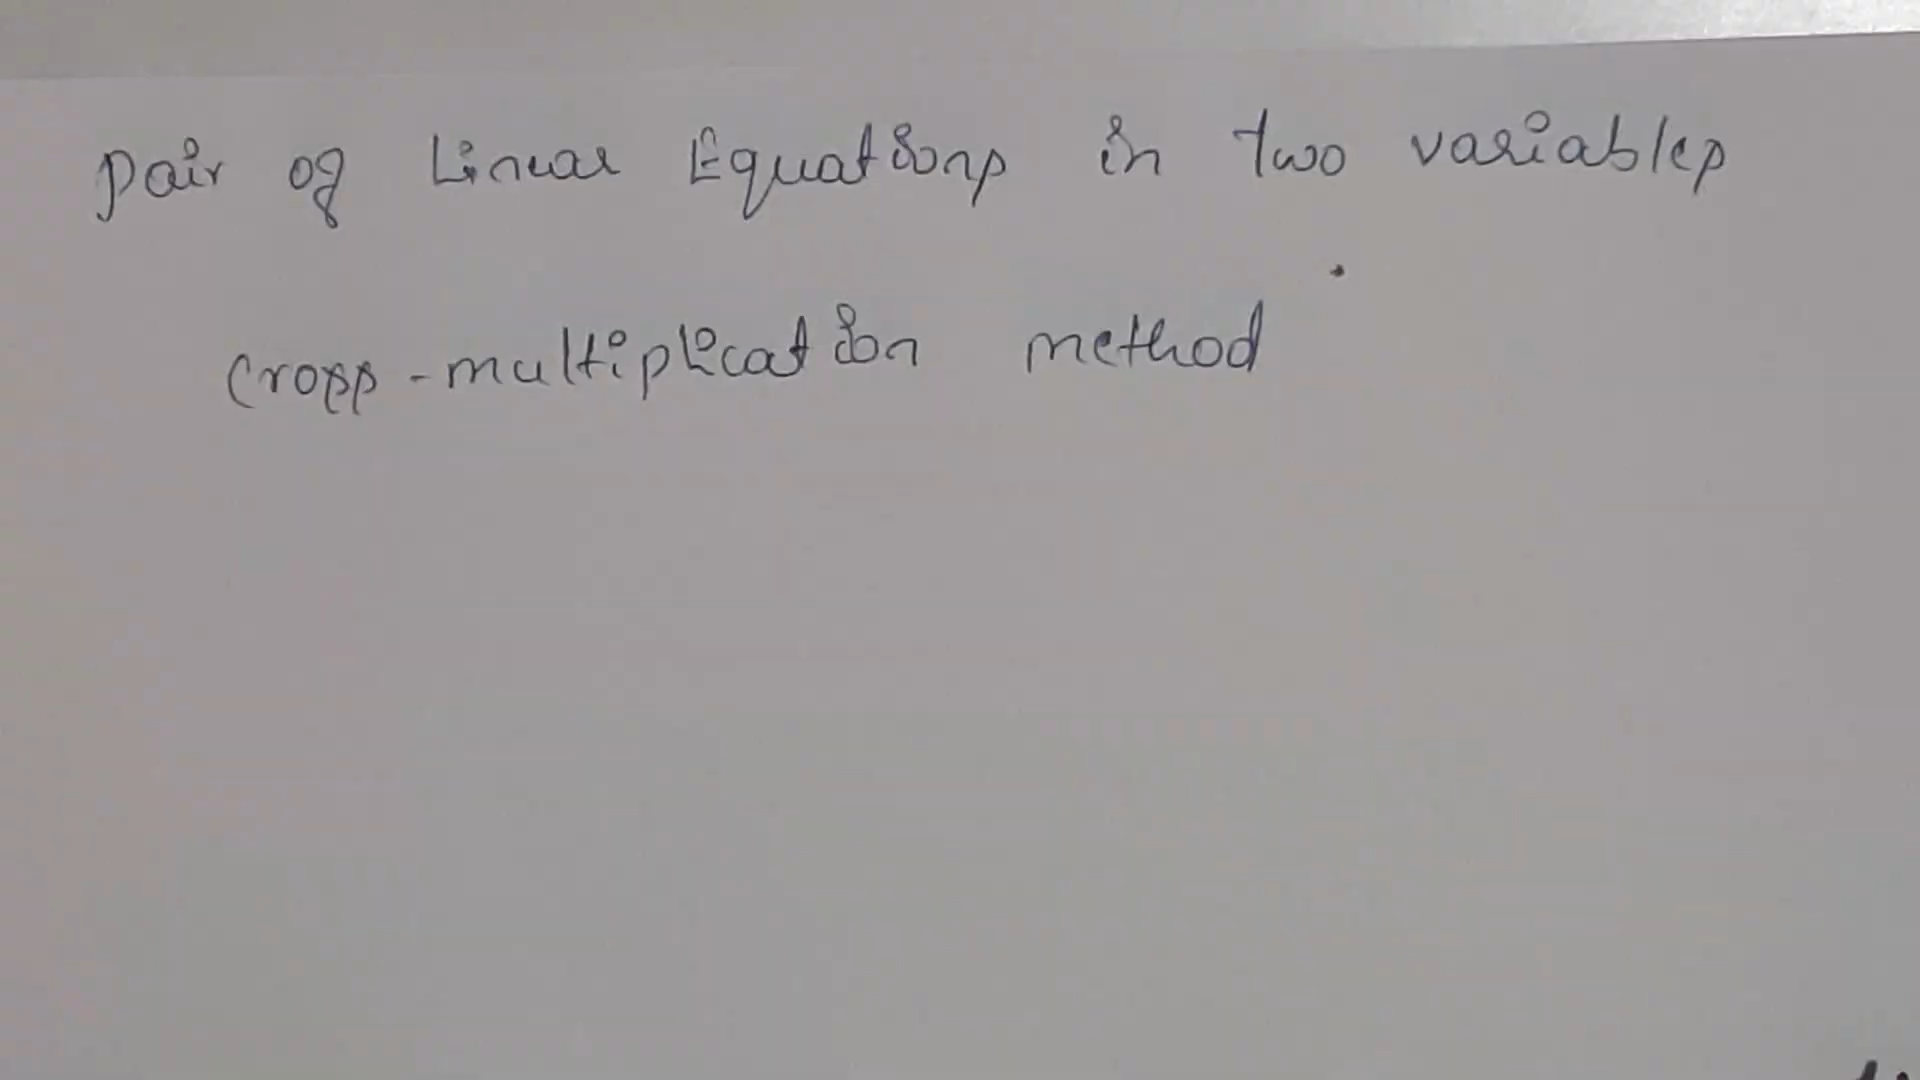 Pair of Linear Equations in two variables
Cross-multiplication method